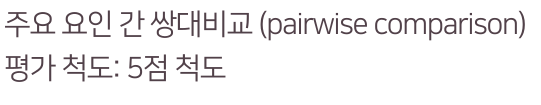 주요 요인 간 쌍대비교 (pairwise comparison)
평가 척도: 5점 척도